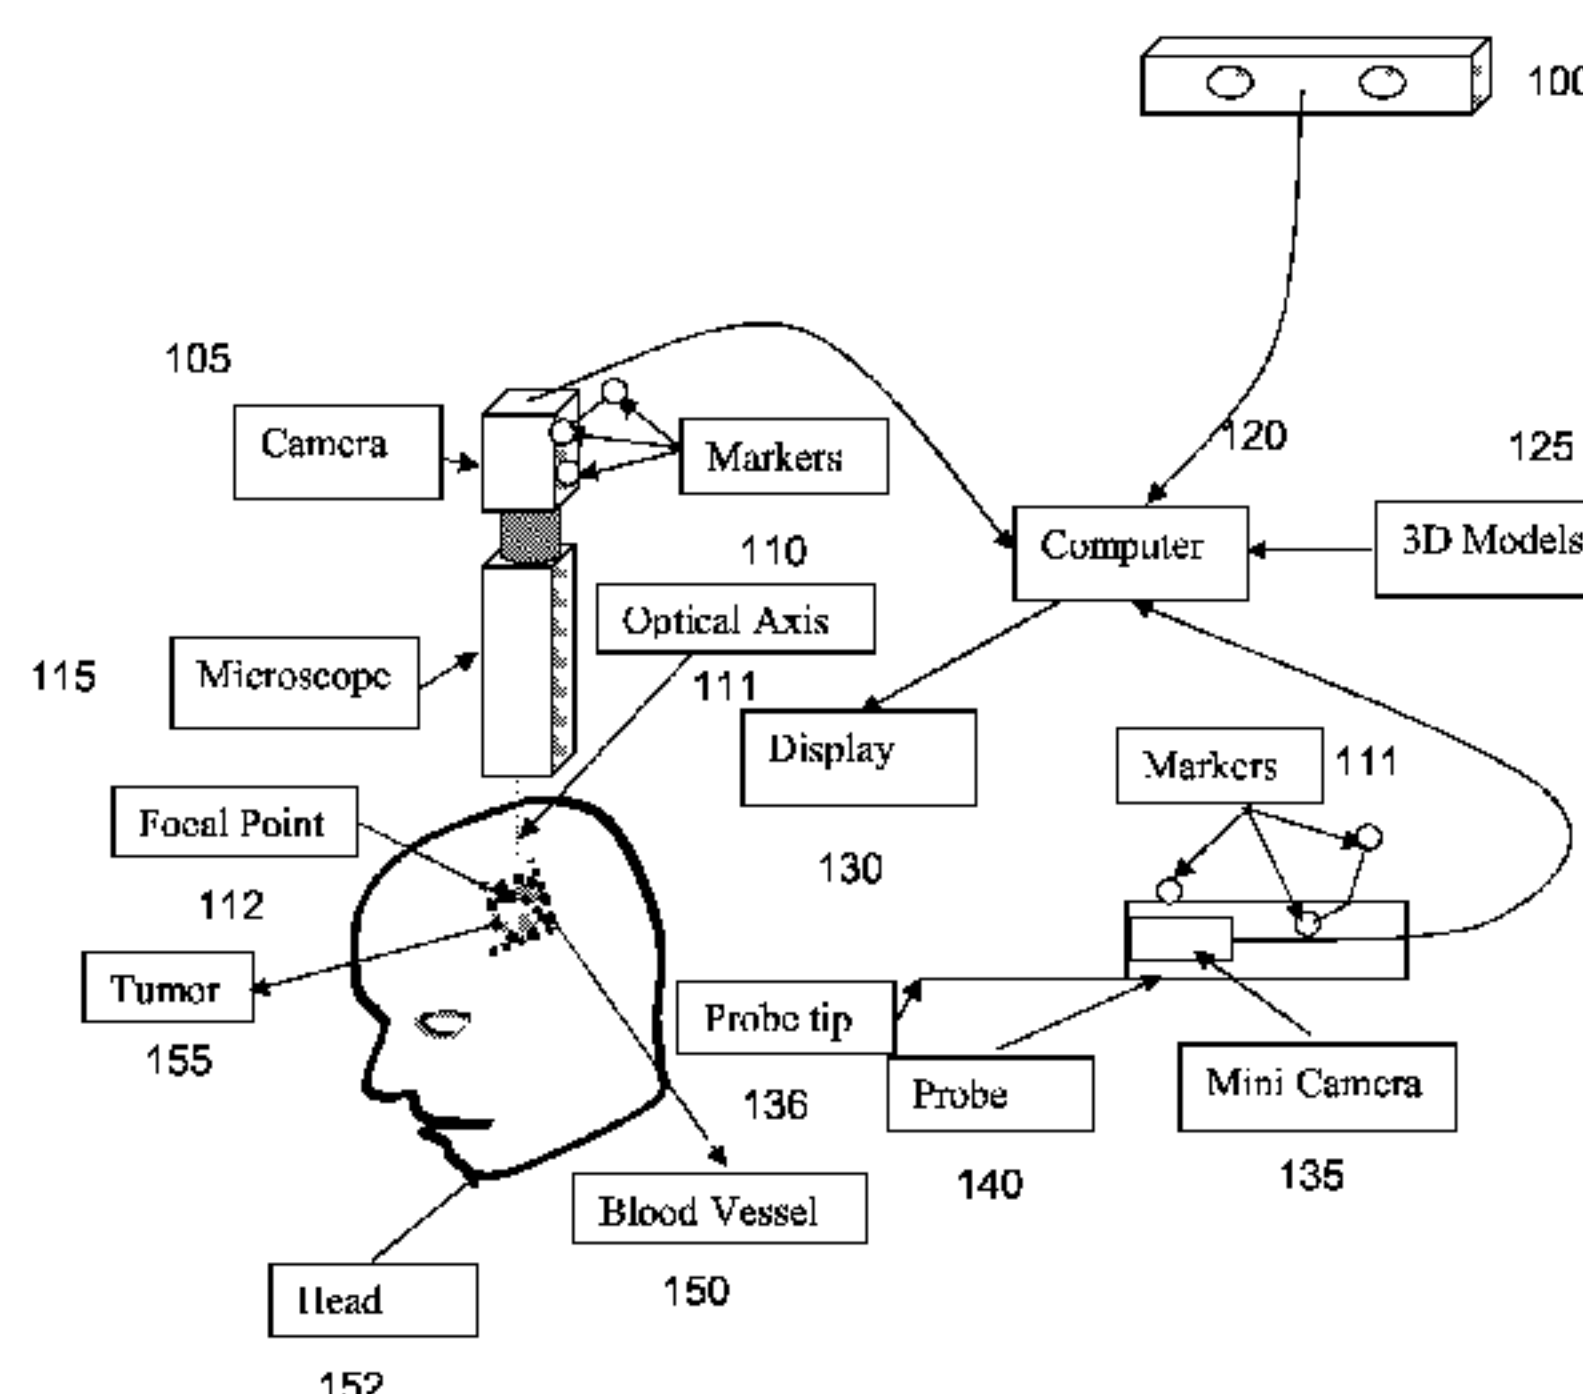 100
105
Camera
Markers
120
125
110
Computer
3D Models
Optical Axis
115
Microscope
111
Display
Markers
111
Focal Point
130
112
Tumor
Probe tip
155
136
Probe
Mini Camera
140
135
Blood Vessel
150
Head
152